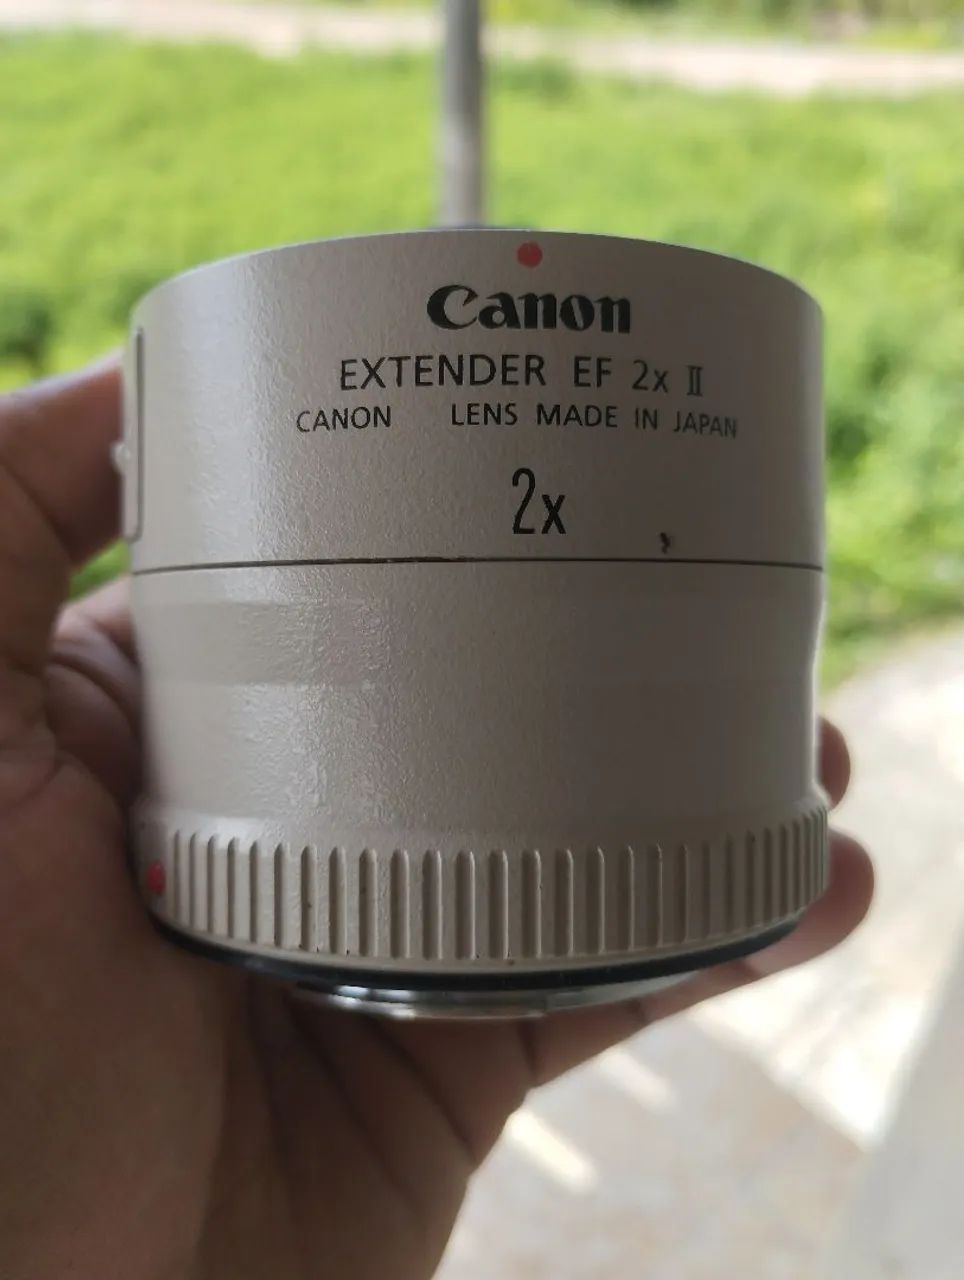 Canon
EXTENDER EF 2x II
CANON LENS MADE IN JAPAN
2x